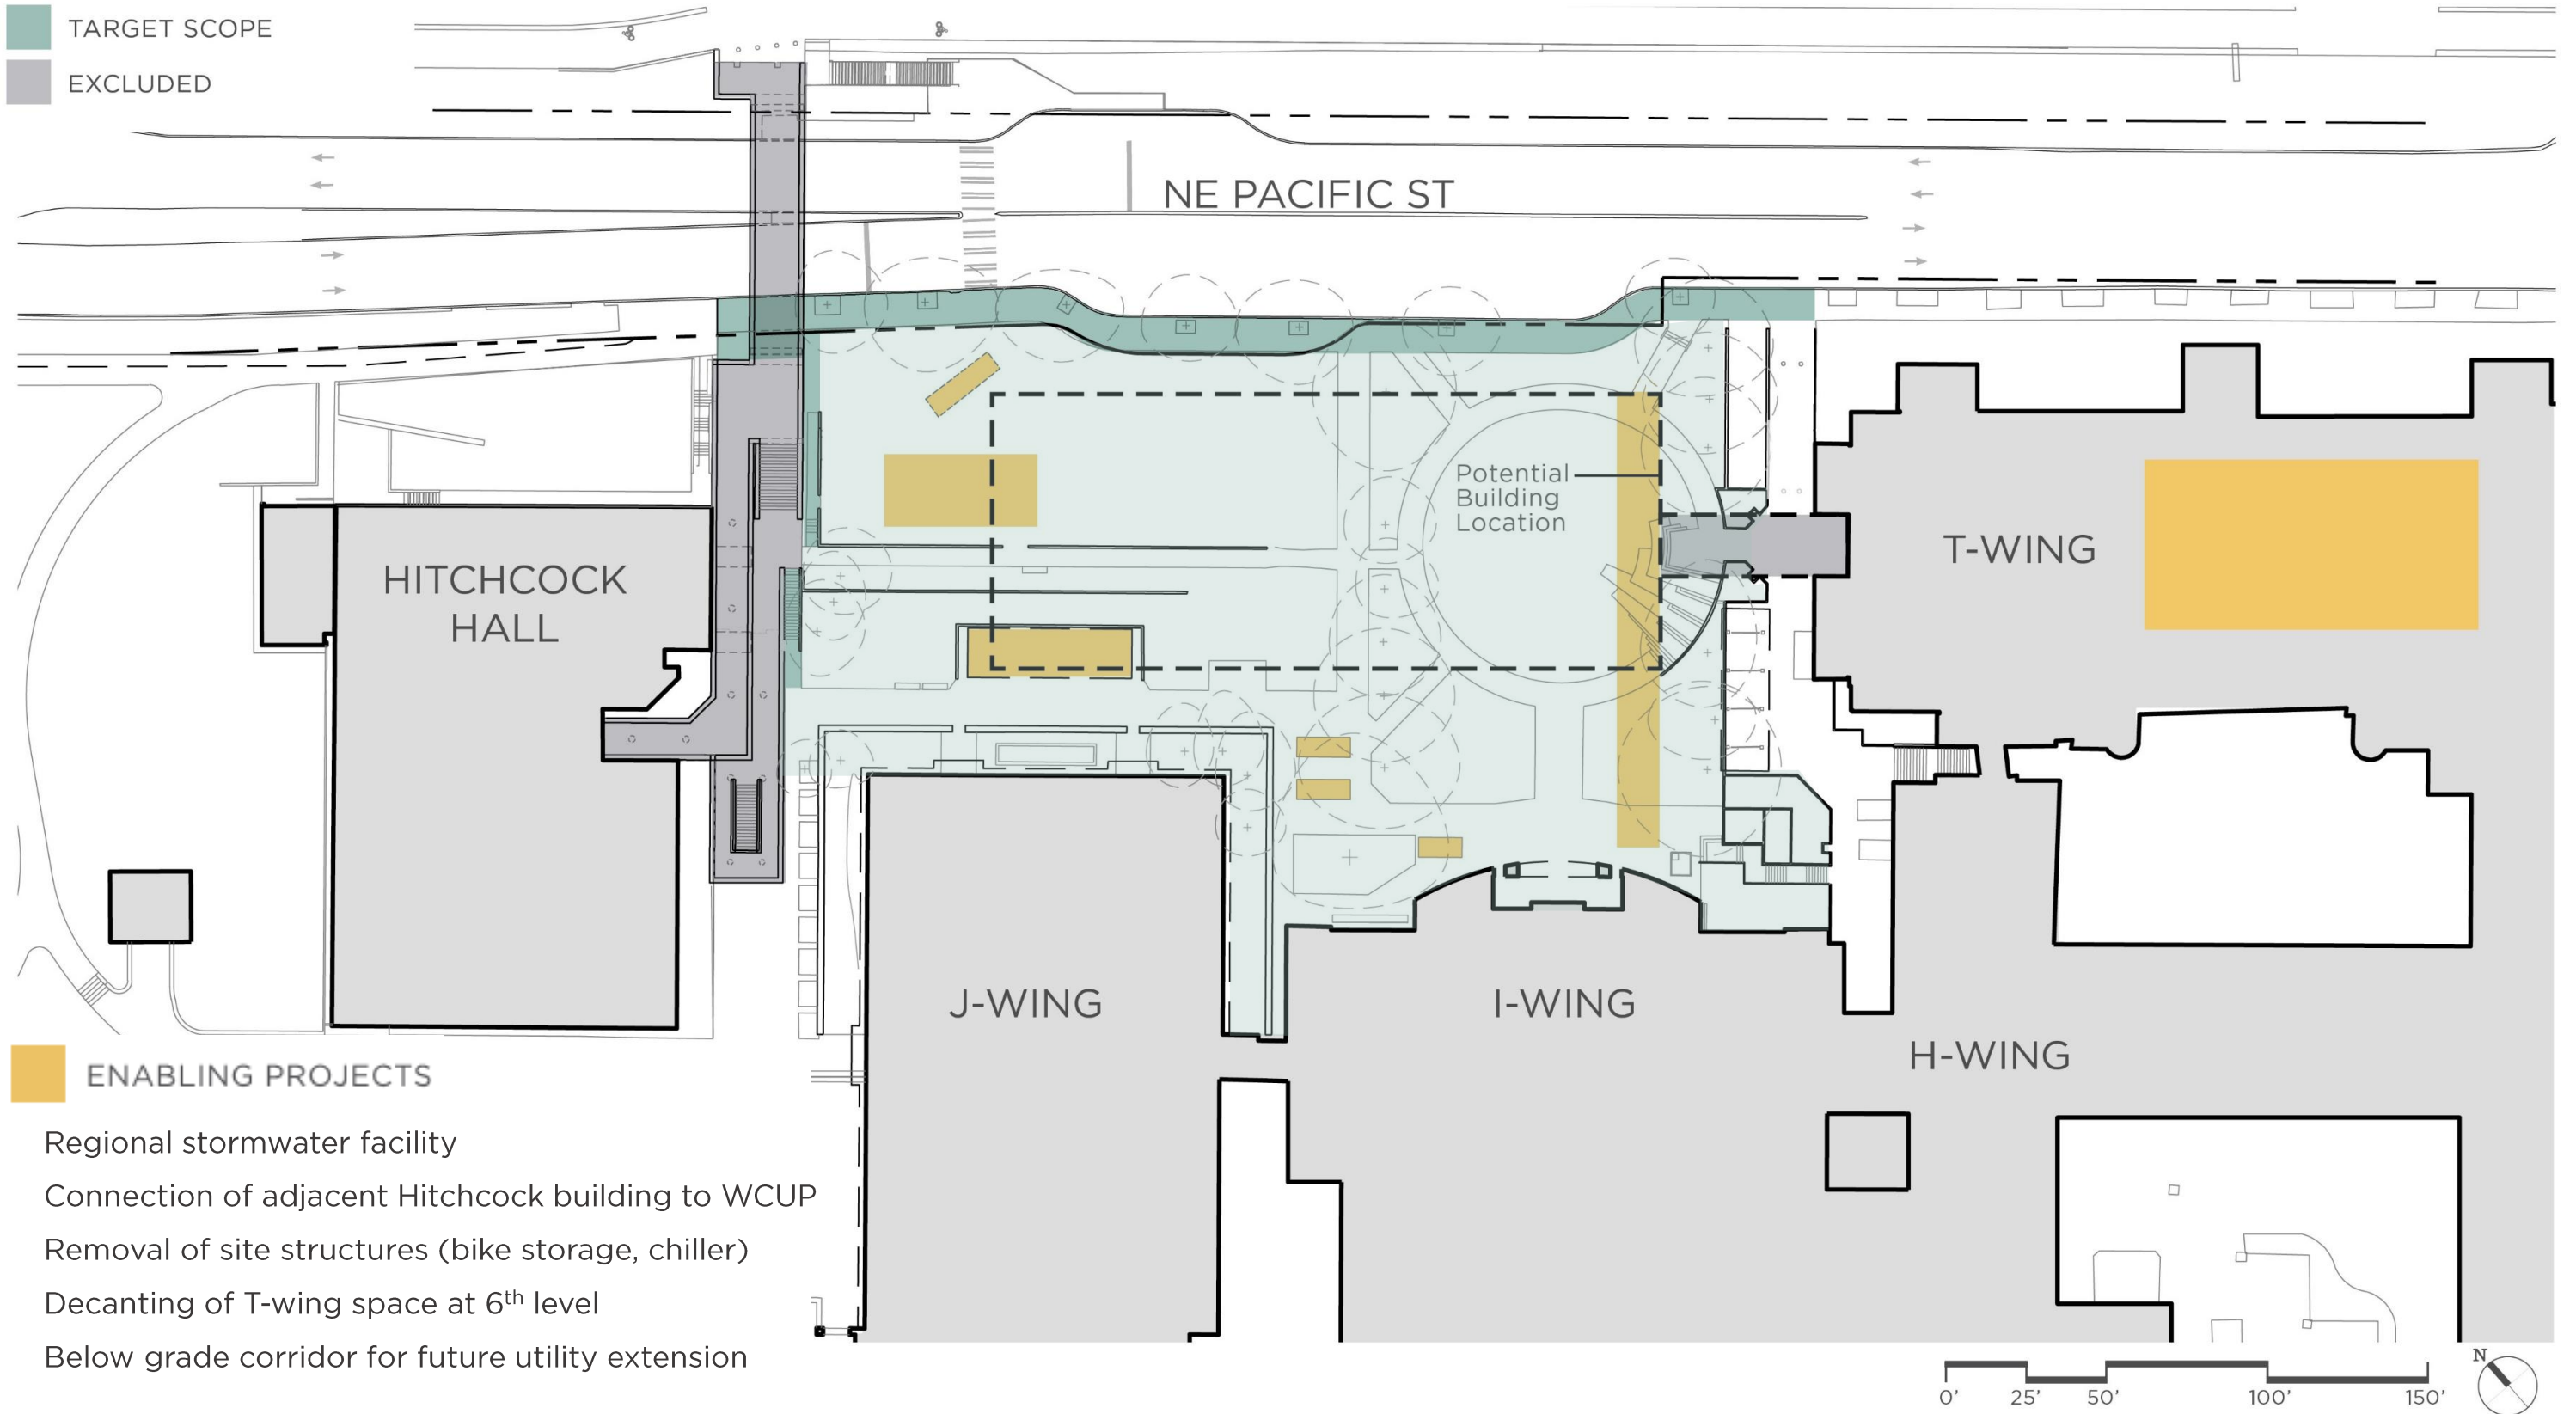 TARGET SCOPE
EXCLUDED
NE PACIFIC ST
Potential
Building
Location
HITCHCOCK
HALL
T-WING
J-WING
I-WING
H-WING
ENABLING PROJECTS
Regional stormwater facility
Connection of adjacent Hitchcock building to WCUP
Removal of site structures (bike storage, chiller)
Decanting of T-wing space at 6th level
Below grade corridor for future utility extension
N
0' 25' 50' 100' 150'